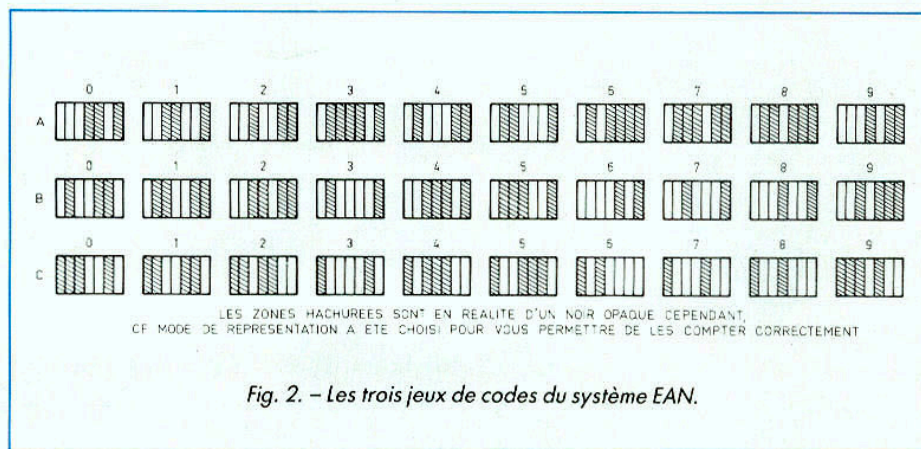 0 1 2 3 4 5 5 7 8 9
A
0 1 2 3 4 5 6 7 8 9
B
0 1 2 3 4 5 5 7 8 9
C
LES ZONES HACHUREES SONT EN REALITE D'UN NOIR OPAQUE CEPENDANT,
CF MODE DE REPRESENTATION A ETE CHOISI POUR VOUS PERMETTRE DE LES COMPTER CORRECTEMENT
Fig. 2. – Les trois jeux de codes du système EAN.